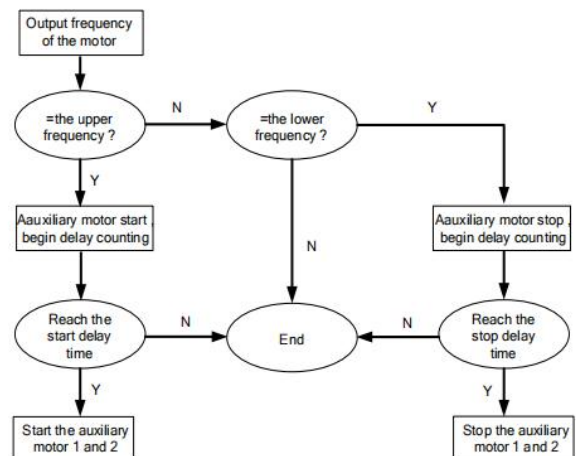 Output frequency
of the motor
=the upper
frequency ?
N
=the lower
frequency ?
Y
Y
Aauxiliary motor start ,
begin delay counting
N
Aauxiliary motor stop ,
begin delay counting
Reach the
start delay
time
N
End
N
Reach the
stop delay
time
Y
Y
Start the auxiliary
motor 1 and 2
Stop the auxiliary
motor 1 and 2